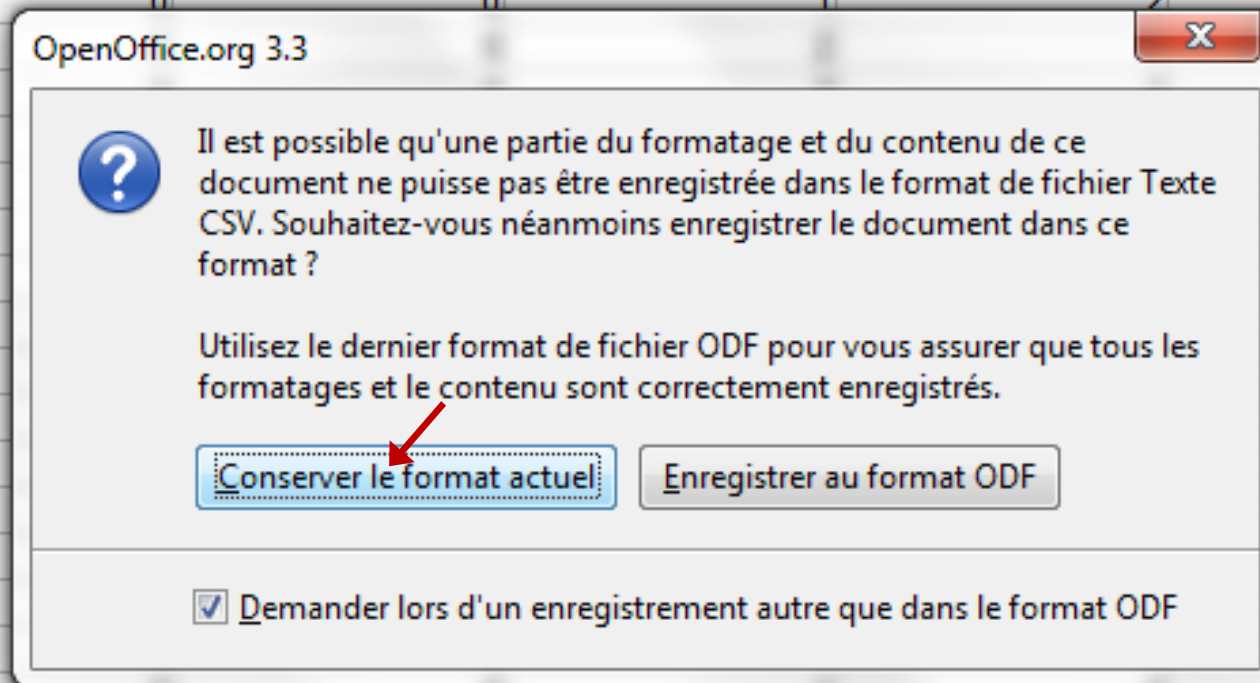 OpenOffice.org 3.3
Il est possible qu'une partie du formatage et du contenu de ce
document ne puisse pas être enregistrée dans le format de fichier Texte
CSV. Souhaitez-vous néanmoins enregistrer le document dans ce
format ?
Utilisez le dernier format de fichier ODF pour vous assurer que tous les
formatages et le contenu sont correctement enregistrés.
Conserver le format actuel
Enregistrer au format ODF
Demander lors d'un enregistrement autre que dans le format ODF